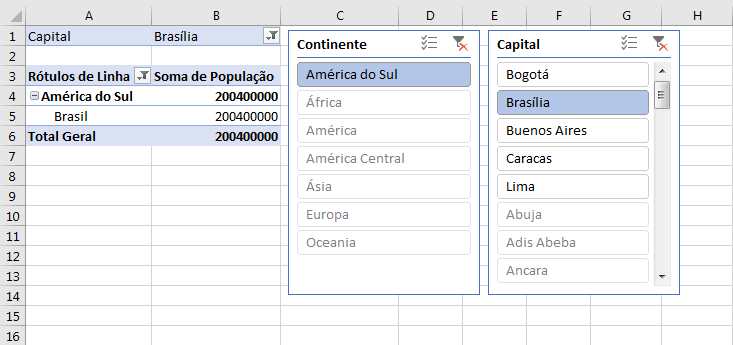 A B C D E F G H
1 Capital Brasília
2
3 Rótulos de Linha Soma de População
4 América do Sul 200400000
5 Brasil 200400000
6 Total Geral 200400000
7
8
9
10
11
12
13
14
15
16
Continente
América do Sul
África
América
América Central
Ásia
Europa
Oceania
Capital
Bogotá
Brasília
Buenos Aires
Caracas
Lima
Abuja
Adis Abeba
Ancara